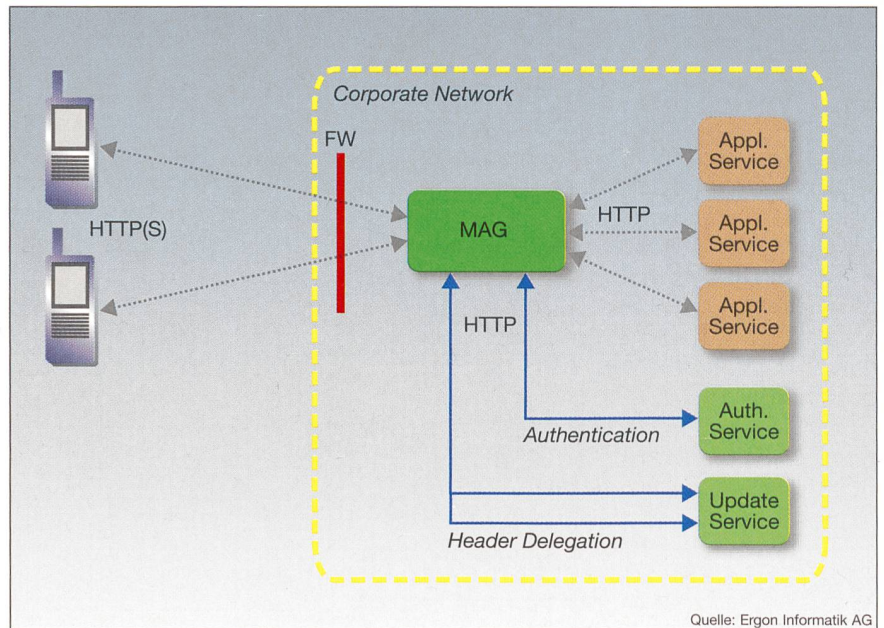 Corporate Network
FW
HTTP(S)
MAG
HTTP
Appl.
Service
Appl.
Service
Appl.
Service
HTTP
Authentication
Auth.
Service
Header Delegation
Update
Service
Quelle: Ergon Informatik AG